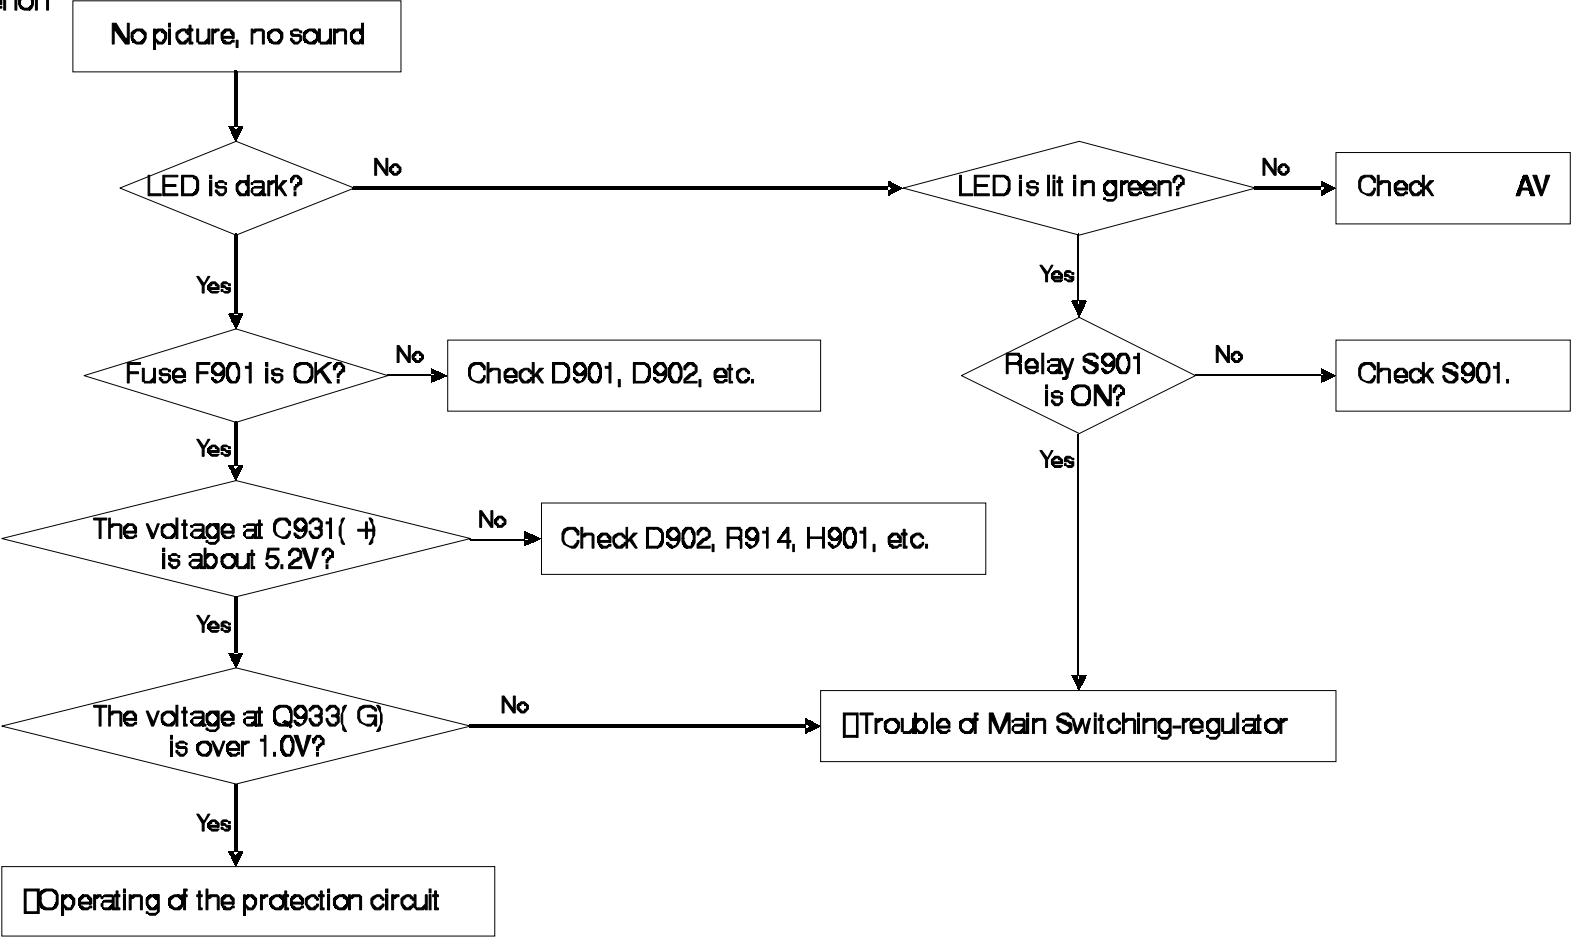 No picture, no sound
LED is dark?
No
LED is lit in green?
No
Check AV
Yes
Yes
Fuse F901 is OK?
No
Check D901, D902, etc.
Relay S901
is ON?
No
Check S901.
Yes
Yes
The voltage at C931( +)
is about 5.2V?
No
Check D902, R914, H901, etc.
Yes
The voltage at Q933( G)
is over 1.0V?
No
Trouble of Main Switching-regulator
Yes
Operating of the protection circuit